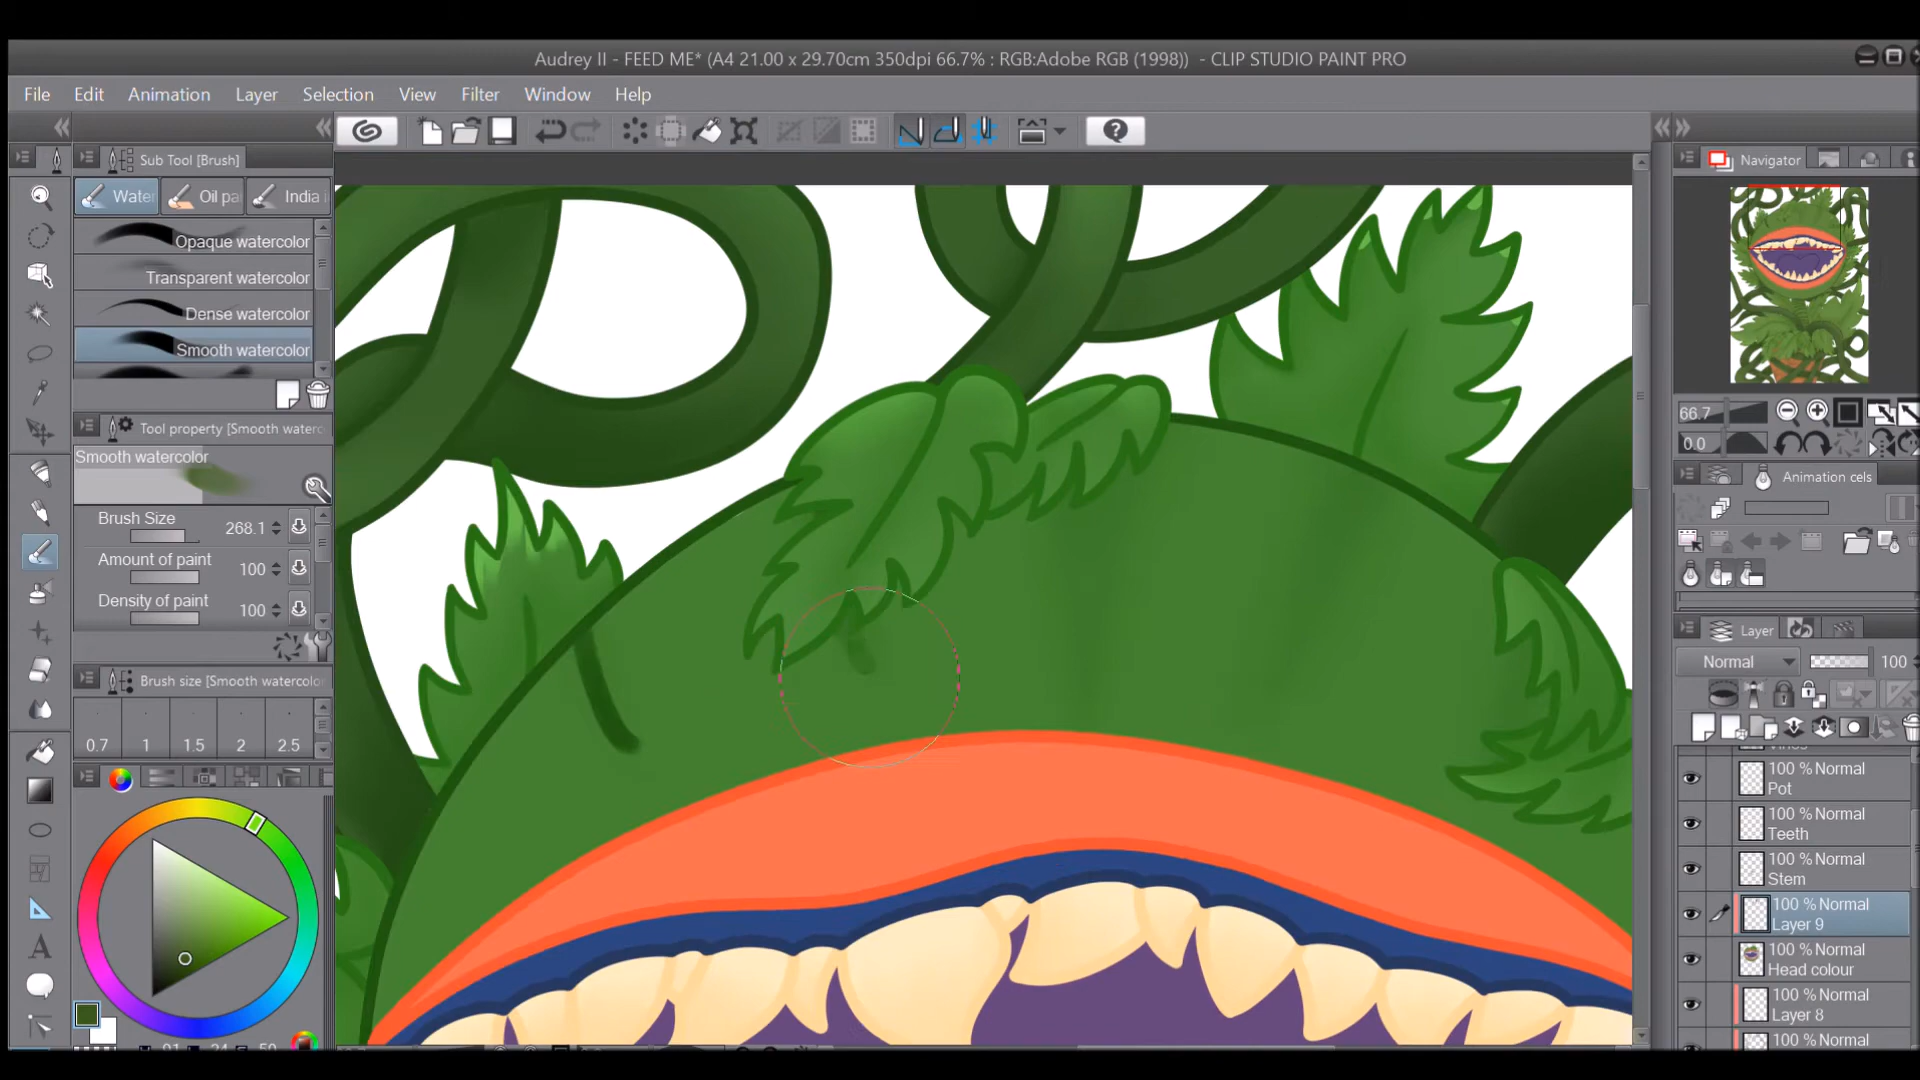 Audrey II - FEED ME* (A4 21.00 x 29.70cm 350dpi 66.7% : RGB:Adobe RGB (1998)) - CLIP STUDIO PAINT PRO
File Edit Animation Layer Selection View Filter Window Help
Sub Tool [Brush]
Water Oil pa India
Opaque watercolor
Transparent watercolor
Dense watercolor
Smooth watercolor
Tool property [Smooth waterc
Smooth watercolor
Brush Size 268.1
Amount of paint 100
Density of paint 100
Brush size [Smooth watercolo
0.7 1 1.5 2 2.5
A
Navigator
66.7
0.0
Animation cels
Layer
Normal 100
100 % Normal
Pot
100 % Normal
Teeth
100 % Normal
Stem
100 % Normal
Layer 9
100 % Normal
Head colour
100 % Normal
Layer 8
100 % Normal